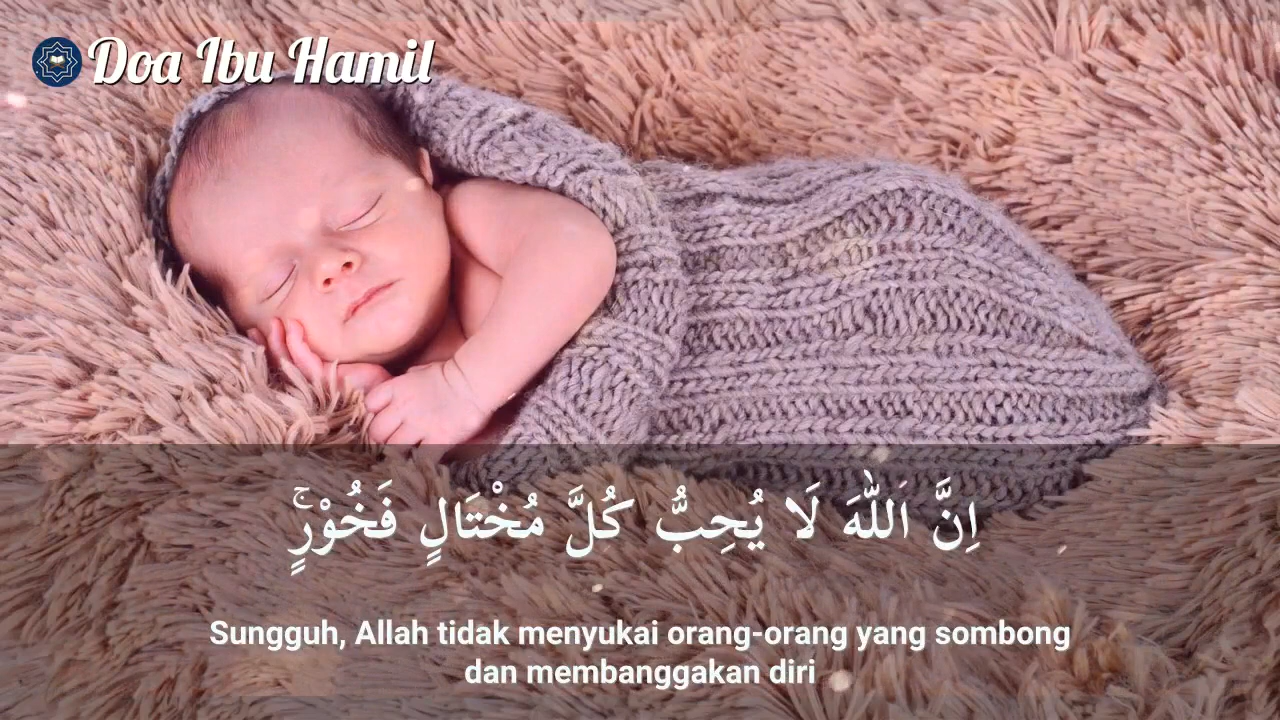 Doa Ibu Hamil
اِنَّ اللّٰهَ لَا يُحِبُّ كُلَّ مُخْتَالٍ فَخُوْرٍۚ
Sungguh, Allah tidak menyukai orang-orang yang sombong
dan membanggakan diri